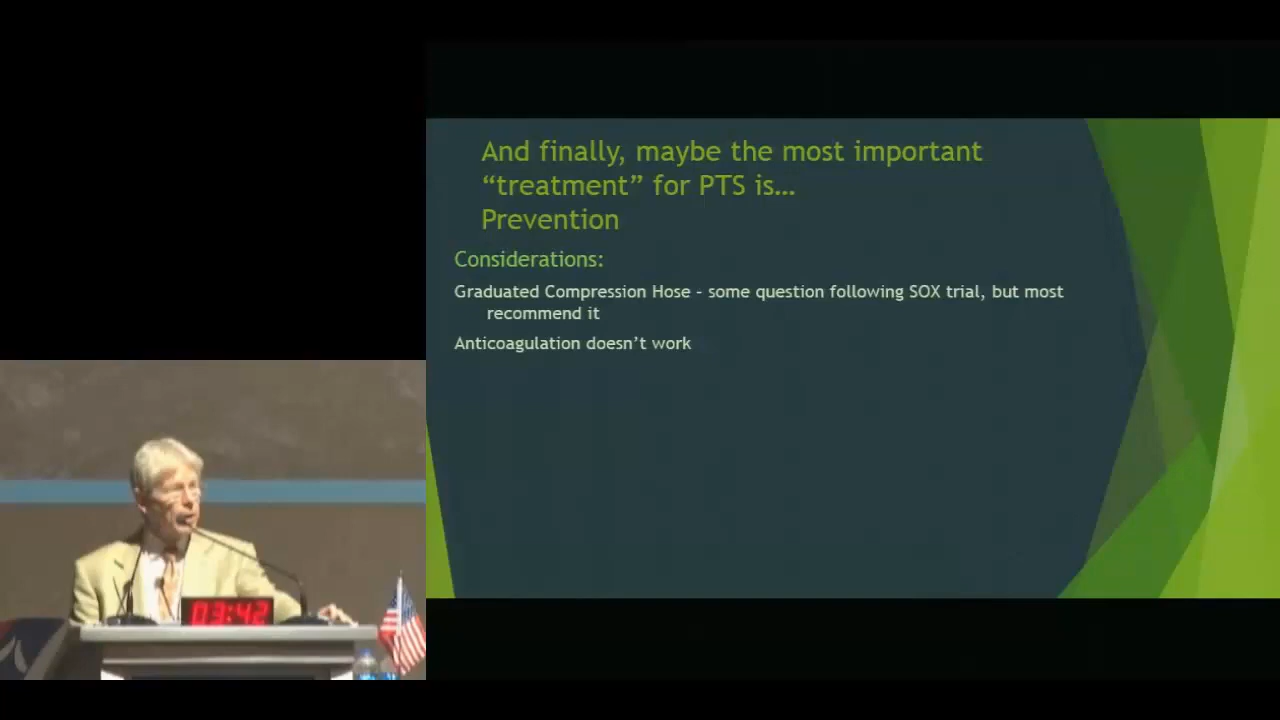 And finally, maybe the most important
“treatment” for PTS is…
Prevention
Considerations:
Graduated Compression Hose – some question following SOX trial, but most
recommend it
Anticoagulation doesn’t work
03:42